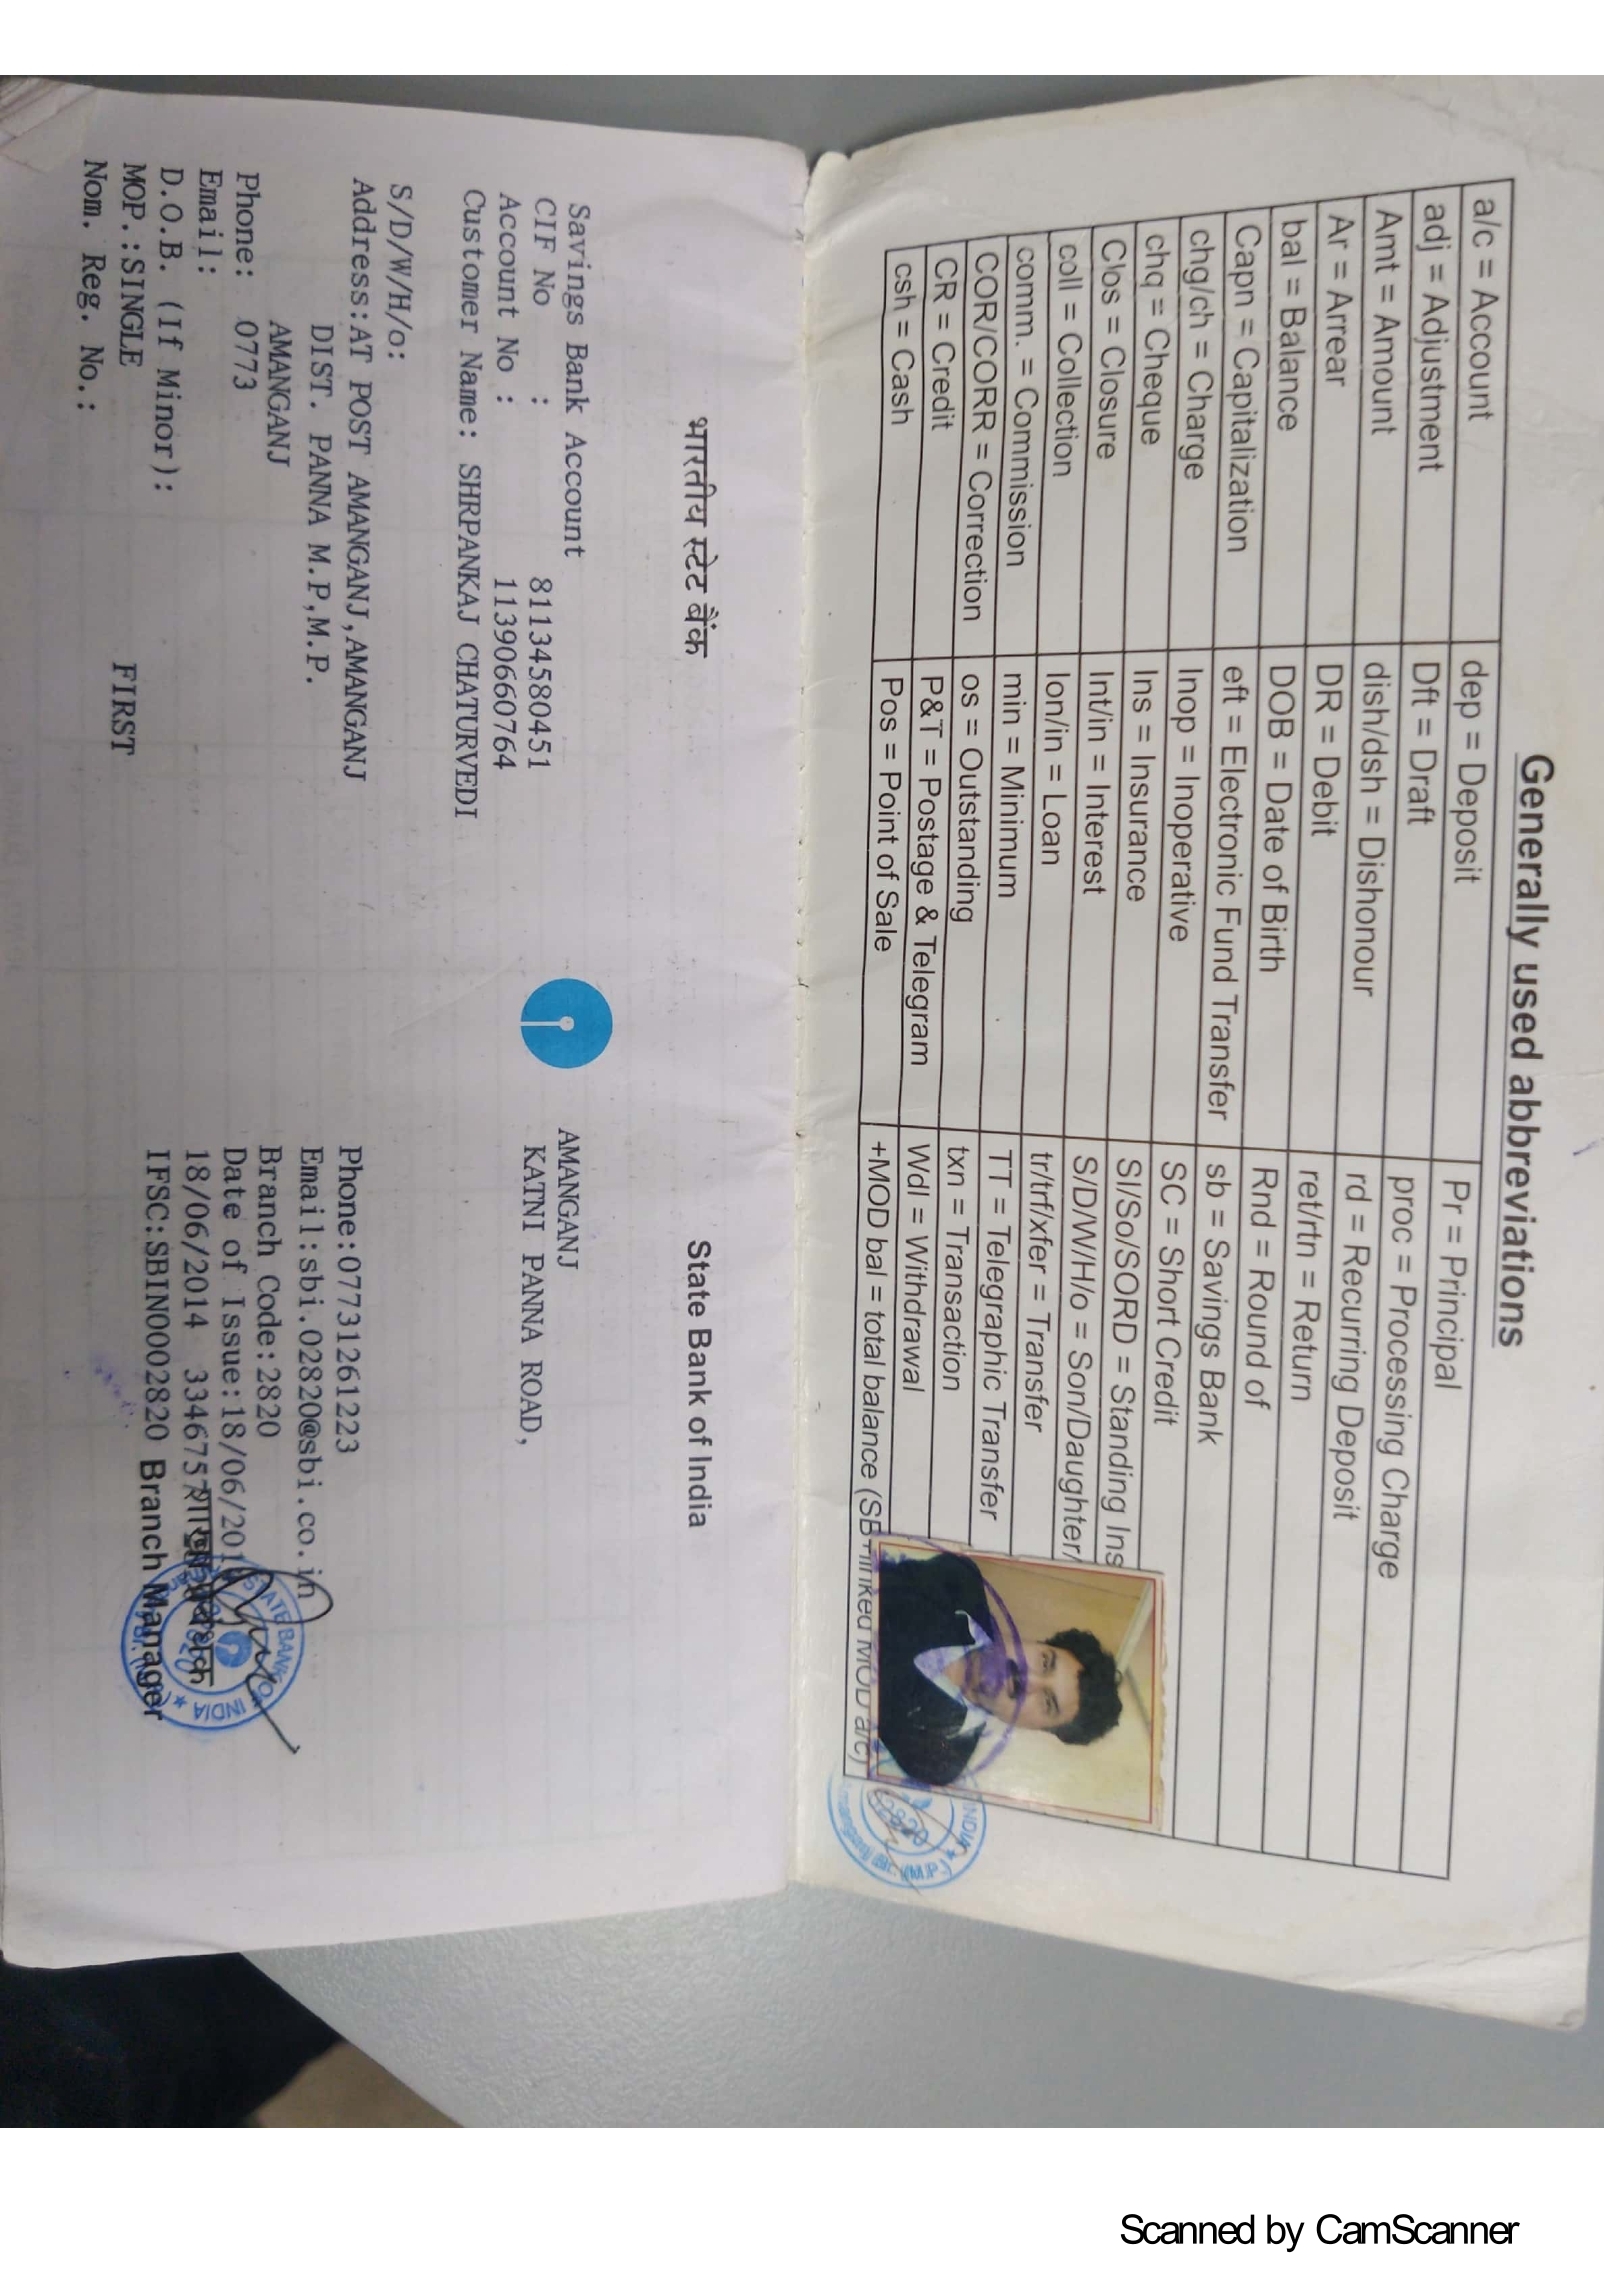 Generally used abbreviations
a/c = Account dep = Deposit Pr = Principal
adj = Adjustment Dft = Draft proc = Processing Charge
Amt = Amount dish/dsh = Dishonour rd = Recurring Deposit
Ar = Arrear DR = Debit ret/rtn = Return
bal = Balance DOB = Date of Birth Rnd = Round of
Capn = Capitalization eft = Electronic Fund Transfer sb = Savings Bank
chg/ch = Charge Inop = Inoperative SC = Short Credit
chq = Cheque Ins = Insurance SI/So/SORD = Standing Ins
Clos = Closure Int/in = Interest S/D/W/H/o = Son/Daughter/
coll = Collection lon/in = Loan tr/trf/xfer = Transfer
comm. = Commission min = Minimum TT = Telegraphic Transfer
COR/CORR = Correction os = Outstanding txn = Transaction
CR = Credit P&T = Postage & Telegram Wdl = Withdrawal
csh = Cash Pos = Point of Sale +MOD bal = total balance (SB linked MOD a/c)
INDIA ★
2820
(M.P.)
भारतीय स्टेट बैंक State Bank of India
Savings Bank Account AMANGANJ
CIF No : 81134580451 KATNI PANNA ROAD,
Account No : 11390660764
Customer Name: SHRPANKAJ CHATURVEDI
S/D/W/H/o: Phone:07731261223
Address:AT POST AMANGANJ,AMANGANJ Email:sbi.02820@sbi.co.in
DIST. PANNA M.P,M.P. Branch Code:2820
AMANGANJ Date of Issue:18/06/201
Phone: 0773 18/06/2014 3346757
Email: IFSC:SBIN0002820 Branch Manager
D.O.B. (If Minor):
MOP.:SINGLE FIRST
Nom. Reg. No.:
STATE BANK OF INDIA ★
Scanned by CamScanner